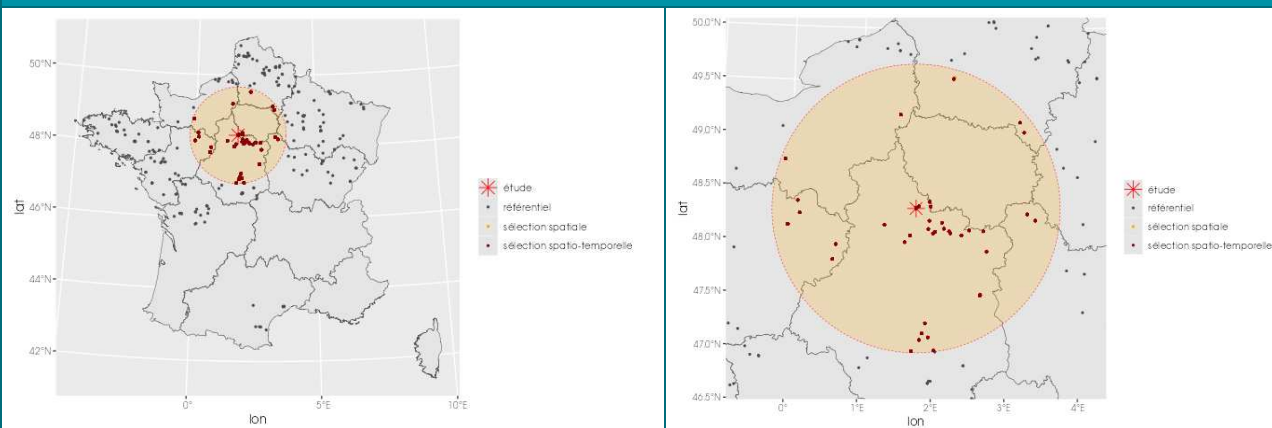 50°N
48°N
46°N
44°N
42°N
lat
0°
5°E
10°E
lon
étude
référentiel
sélection spatiale
sélection spatio-temporelle
50.0°N
49.5°N
49.0°N
48.5°N
48.0°N
47.5°N
47.0°N
46.5°N
lat
0°
1°E
2°E
3°E
4°E
lon
étude
référentiel
sélection spatiale
sélection spatio-temporelle